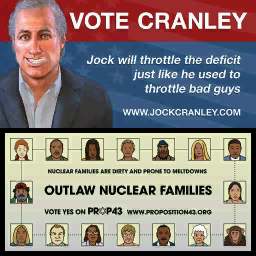 VOTE CRANLEY
Jock will throttle the deficit
just like he used to
throttle bad guys
WWW.JOCKCRANLEY.COM
NUCLEAR FAMILIES ARE DIRTY AND PRONE TO MELTDOWNS
OUTLAW NUCLEAR FAMILIES
VOTE YES ON PROP43 WWW.PROPOSITION43.ORG